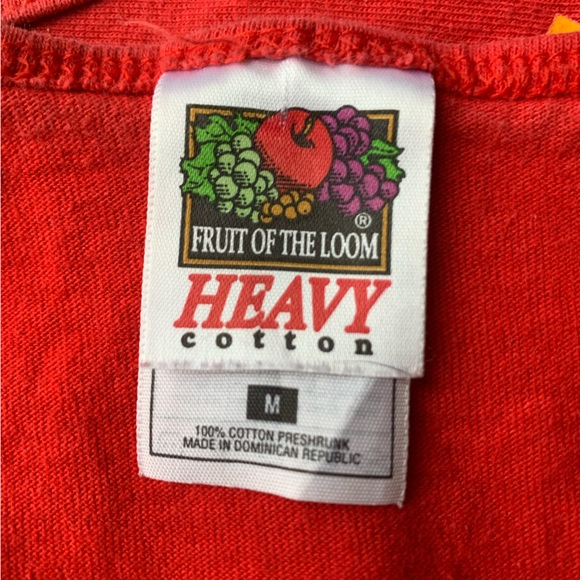 ®
FRUIT OF THE LOOM
HEAVY
cotton
M
100% COTTON PRESHRUNK
MADE IN DOMINICAN REPUBLIC